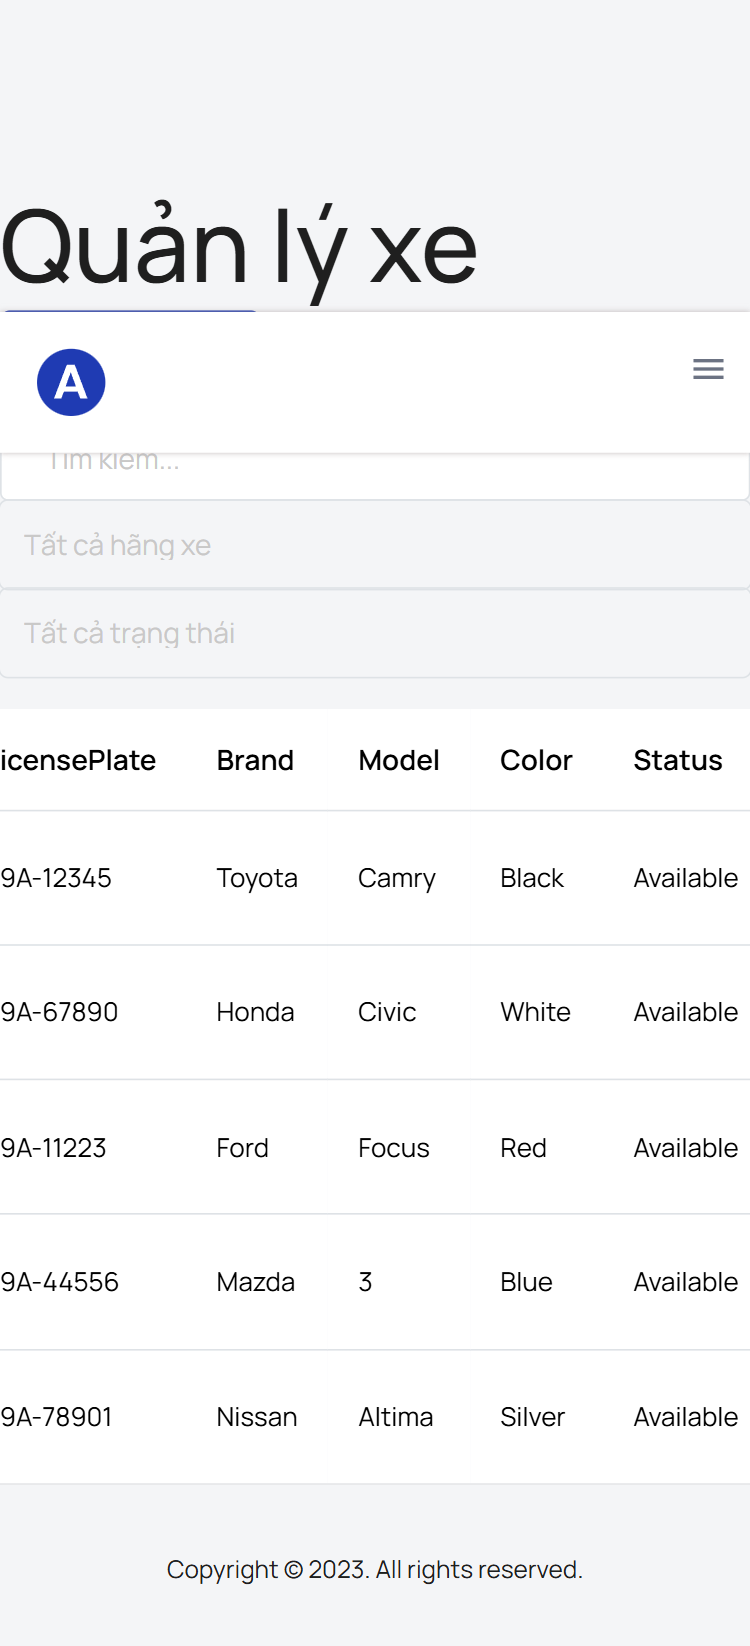 Quản lý xe
A
Tìm kiếm...
Tất cả hãng xe
Tất cả trạng thái
icensePlate Brand Model Color Status
9A-12345 Toyota Camry Black Available
9A-67890 Honda Civic White Available
9A-11223 Ford Focus Red Available
9A-44556 Mazda 3 Blue Available
9A-78901 Nissan Altima Silver Available
Copyright © 2023. All rights reserved.